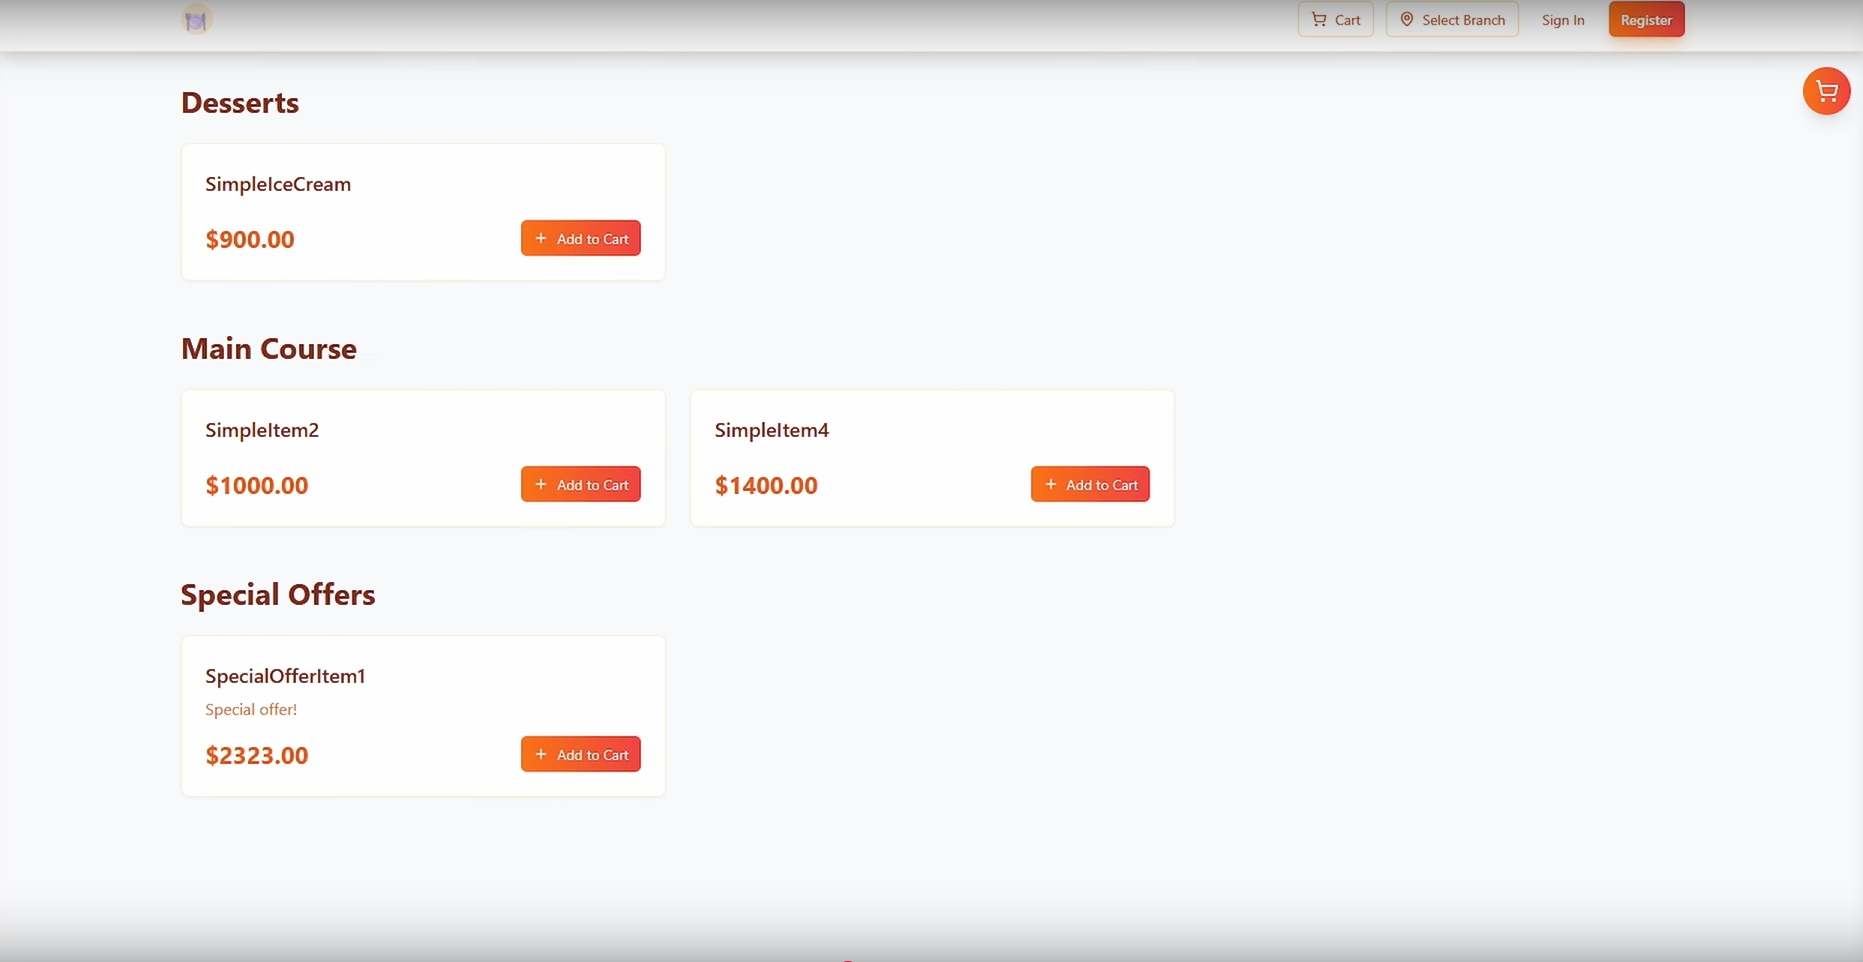 Cart
Select Branch
Sign In
Register
Desserts
SimpleIceCream
$900.00
+ Add to Cart
Main Course
SimpleItem2
$1000.00
+ Add to Cart
SimpleItem4
$1400.00
+ Add to Cart
Special Offers
SpecialOfferItem1
Special offer!
$2323.00
+ Add to Cart